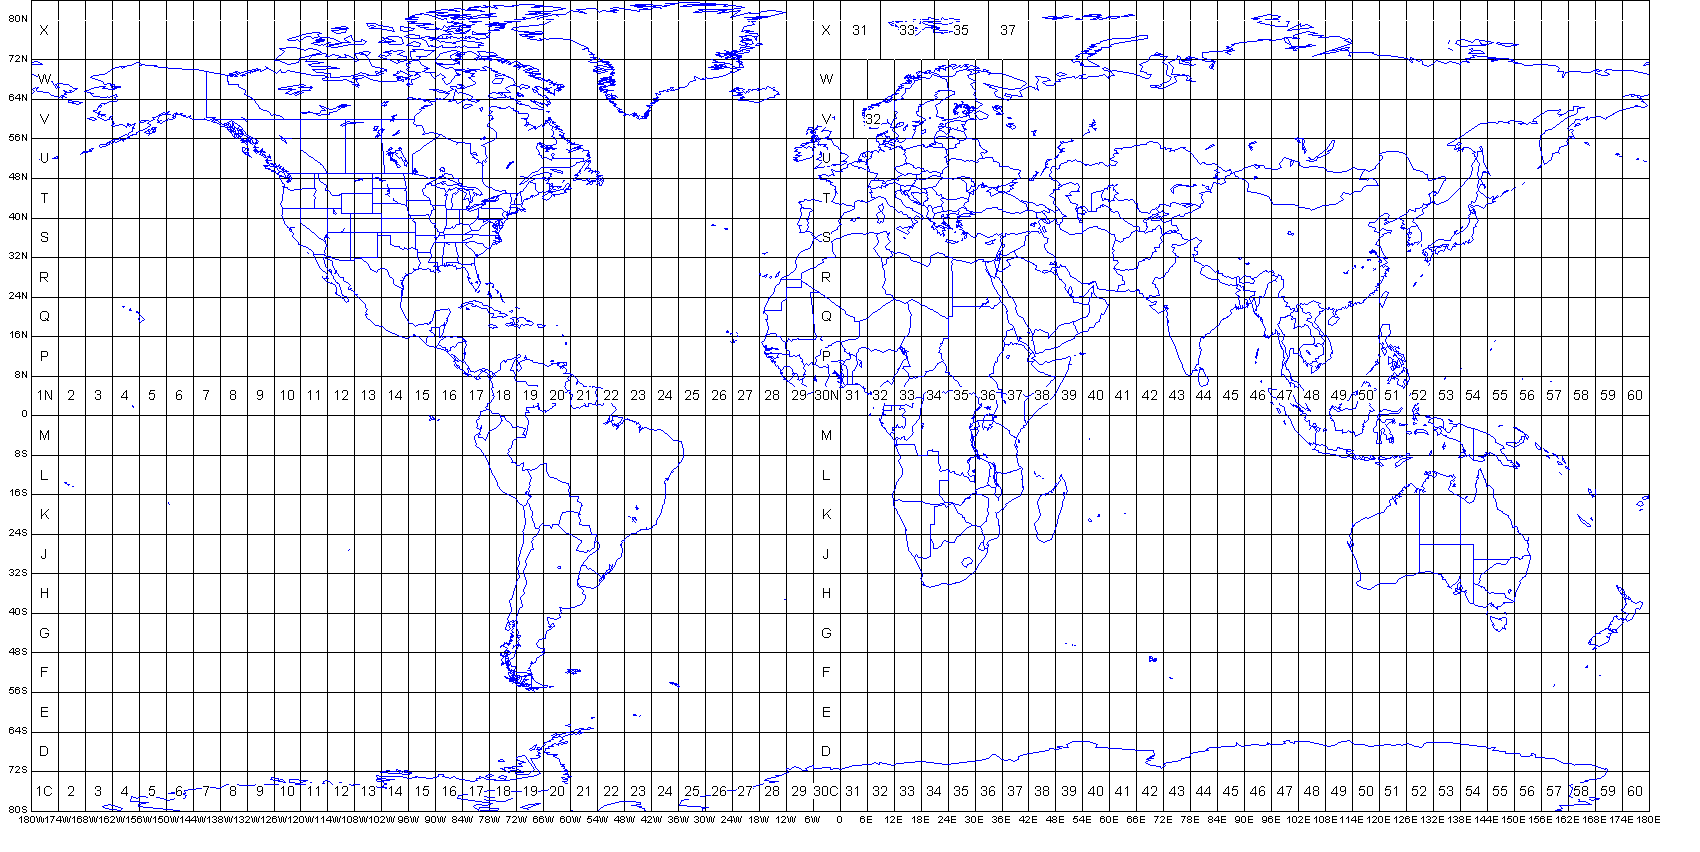 80N
X X 31 33 35 37
72N
W W
64N
V V 32
56N
U U
48N
T T
40N
S S
32N
R R
24N
Q Q
16N
P P
8N
1N 2 3 4 5 6 7 8 9 10 11 12 13 14 15 16 17 18 19 20 21 22 23 24 25 26 27 28 29 30N 31 32 33 34 35 36 37 38 39 40 41 42 43 44 45 46 47 48 49 50 51 52 53 54 55 56 57 58 59 60
0
M M
8S
L L
16S
K K
24S
J J
32S
H H
40S
G G
48S
F F
56S
E E
64S
D D
72S
1C 2 3 4 5 6 7 8 9 10 11 12 13 14 15 16 17 18 19 20 21 22 23 24 25 26 27 28 29 30C 31 32 33 34 35 36 37 38 39 40 41 42 43 44 45 46 47 48 49 50 51 52 53 54 55 56 57 58 59 60
80S
180W 174W 168W 162W 156W 150W 144W 138W 132W 126W 120W 114W 108W 102W 96W 90W 84W 78W 72W 66W 60W 54W 48W 42W 36W 30W 24W 18W 12W 6W 0 6E 12E 18E 24E 30E 36E 42E 48E 54E 60E 66E 72E 78E 84E 90E 96E 102E 108E 114E 120E 126E 132E 138E 144E 150E 156E 162E 168E 174E 180E